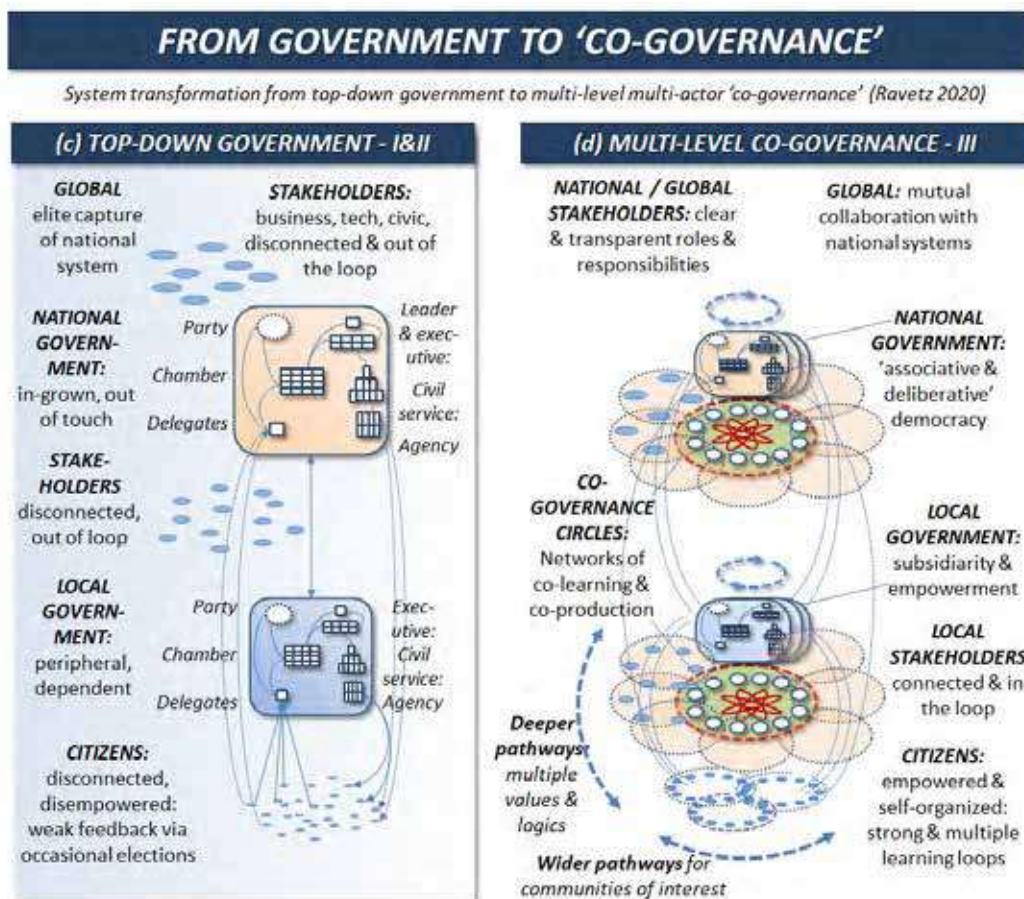 FROM GOVERNMENT TO ‘CO-GOVERNANCE’
System transformation from top-down government to multi-level multi-actor ‘co-governance’ (Ravetz 2020)
(c) TOP-DOWN GOVERNMENT - I&II
GLOBAL
elite capture
of national
system
STAKEHOLDERS:
business, tech, civic,
disconnected & out of
the loop
NATIONAL
GOVERN-
MENT:
in-grown, out
of touch
Party
Chamber
Delegates
Leader
& exec-
utive:
Civil
service:
Agency
STAKE-
HOLDERS
disconnected,
out of loop
LOCAL
GOVERN-
MENT:
peripheral,
dependent
Party
Chamber
Delegates
Exec-
utive:
Civil
service:
Agency
CITIZENS:
disconnected,
disempowered:
weak feedback via
occasional elections
(d) MULTI-LEVEL CO-GOVERNANCE - III
NATIONAL / GLOBAL
STAKEHOLDERS: clear
& transparent roles &
responsibilities
GLOBAL: mutual
collaboration with
national systems
NATIONAL
GOVERNMENT:
‘associative &
deliberative’
democracy
CO-
GOVERNANCE
CIRCLES:
Networks of
co-learning &
co-production
LOCAL
GOVERNMENT:
subsidiarity &
empowerment
LOCAL
STAKEHOLDERS
connected & in
the loop
Deeper
pathways
multiple
values &
logics
CITIZENS:
empowered &
self-organized:
strong & multiple
learning loops
Wider pathways for
communities of interest